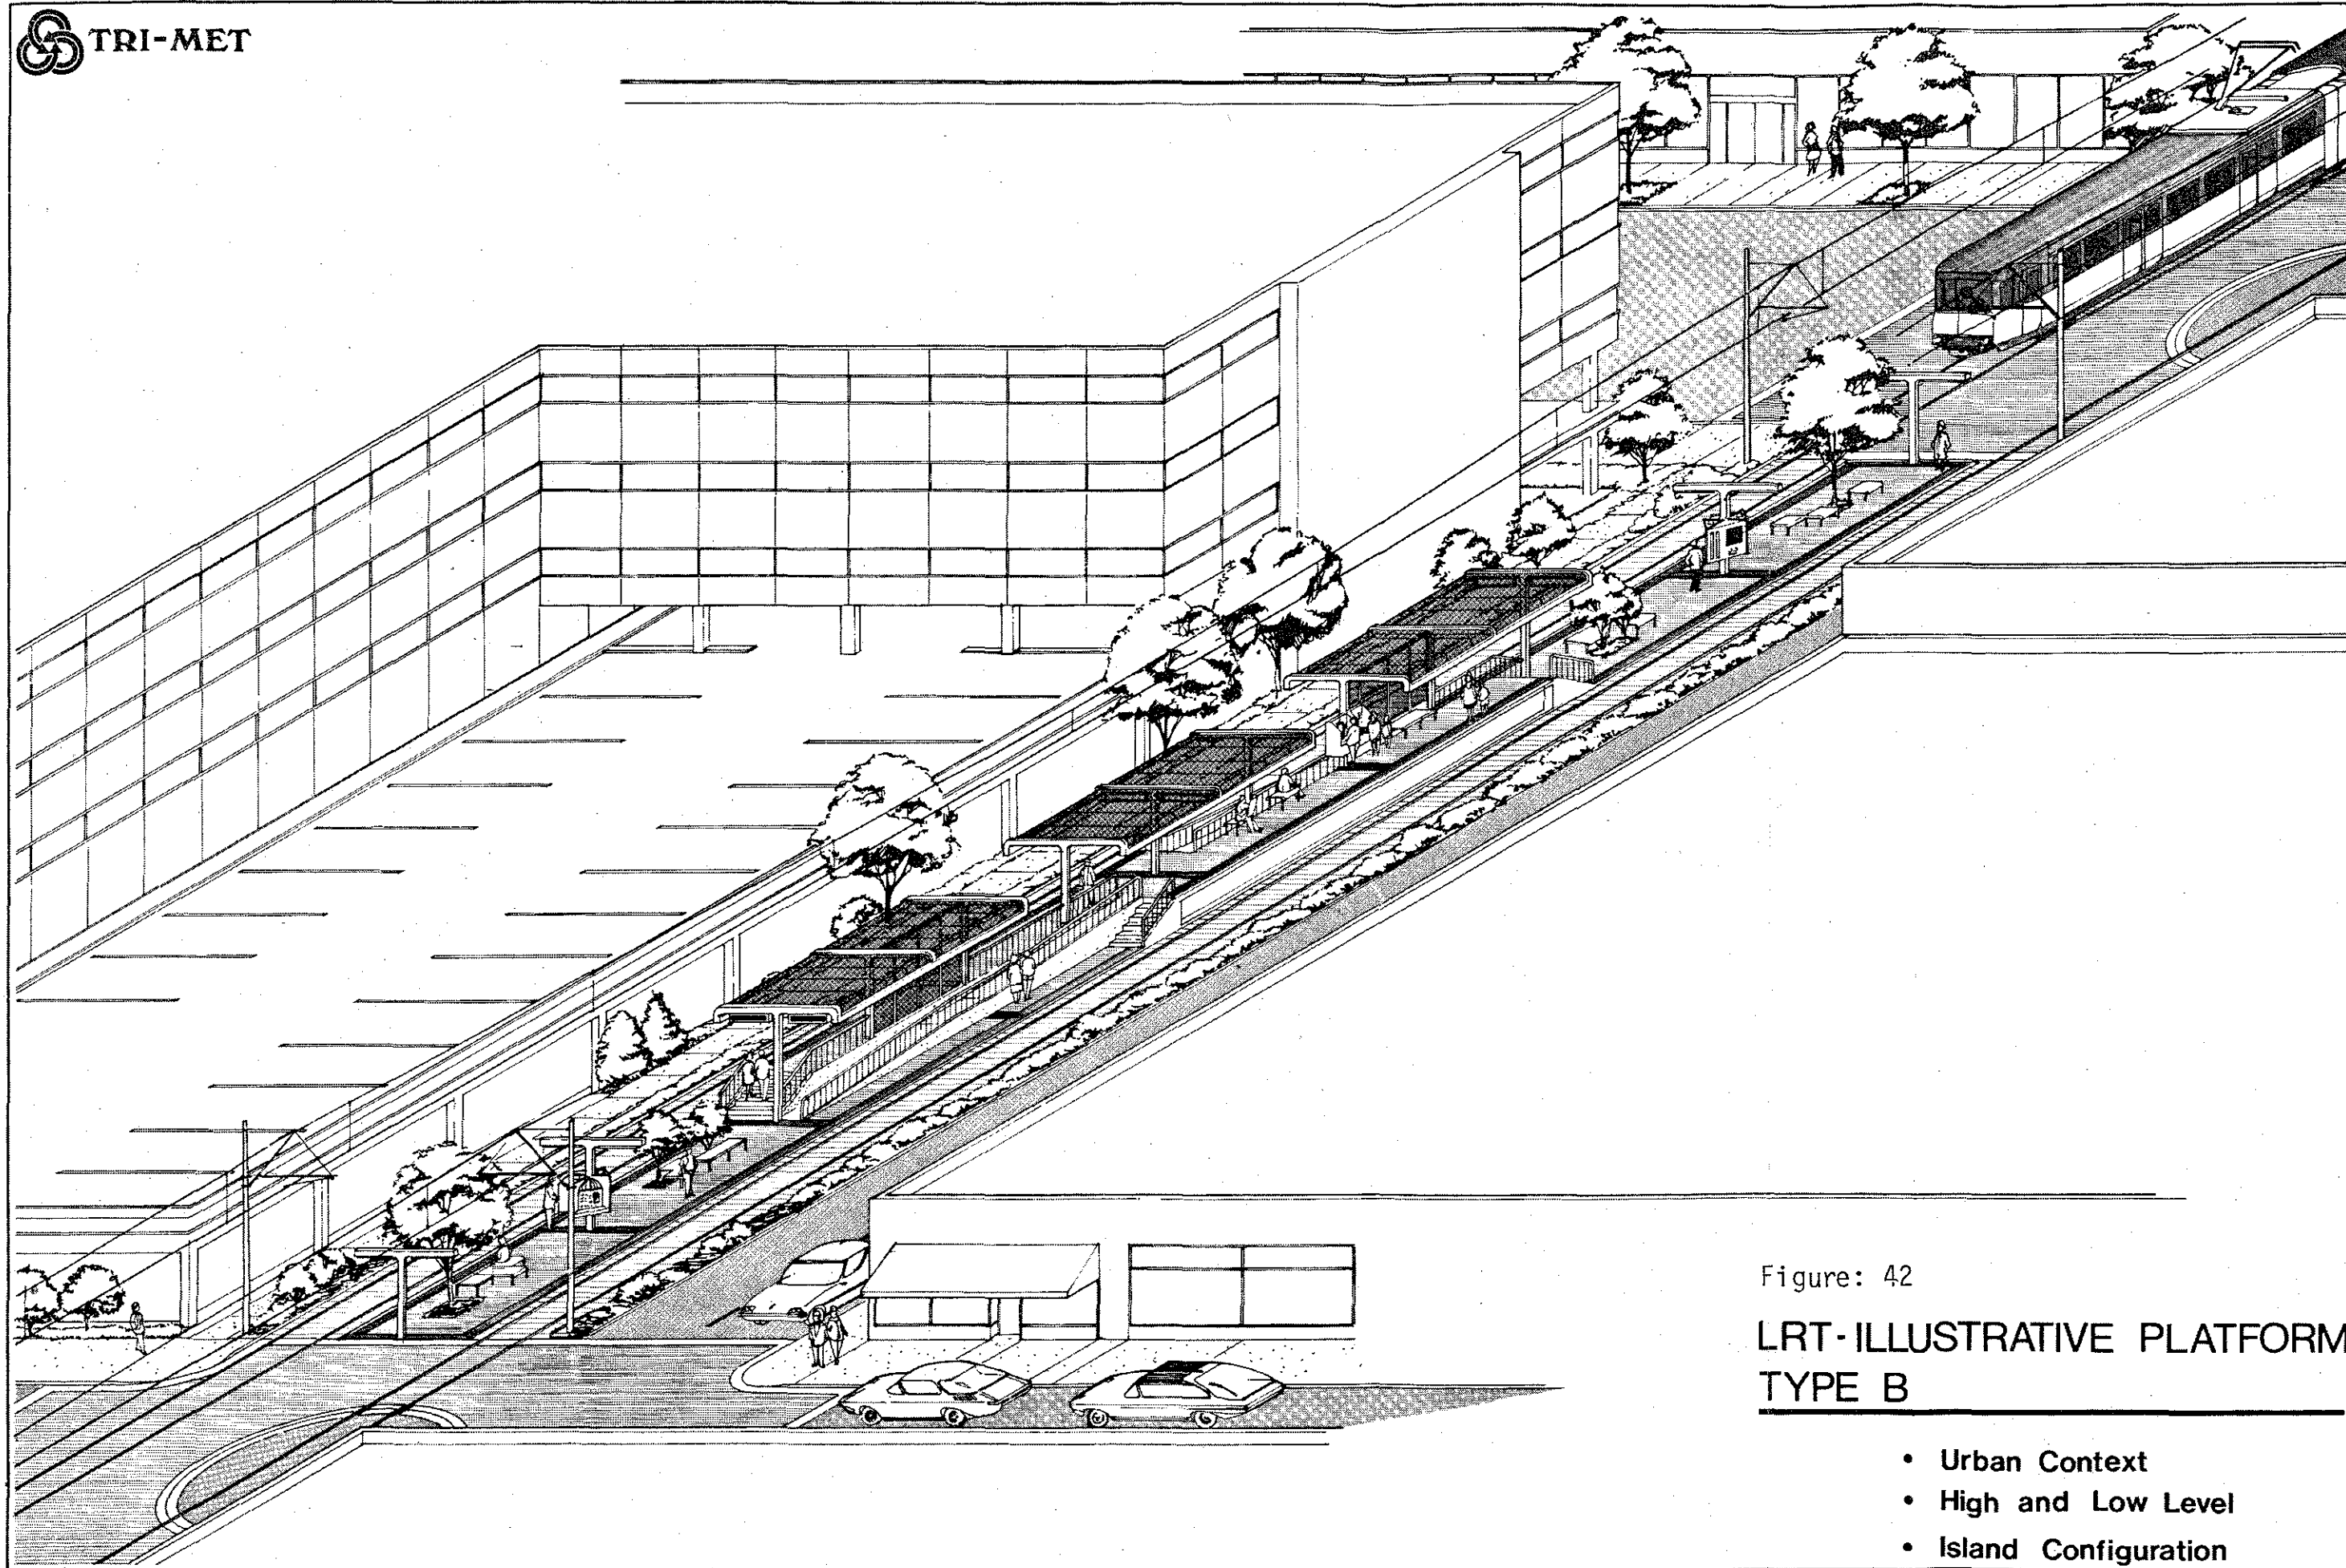 TRI-MET
Figure: 42
LRT-ILLUSTRATIVE PLATFORM
TYPE B
• Urban Context
• High and Low Level
• Island Configuration